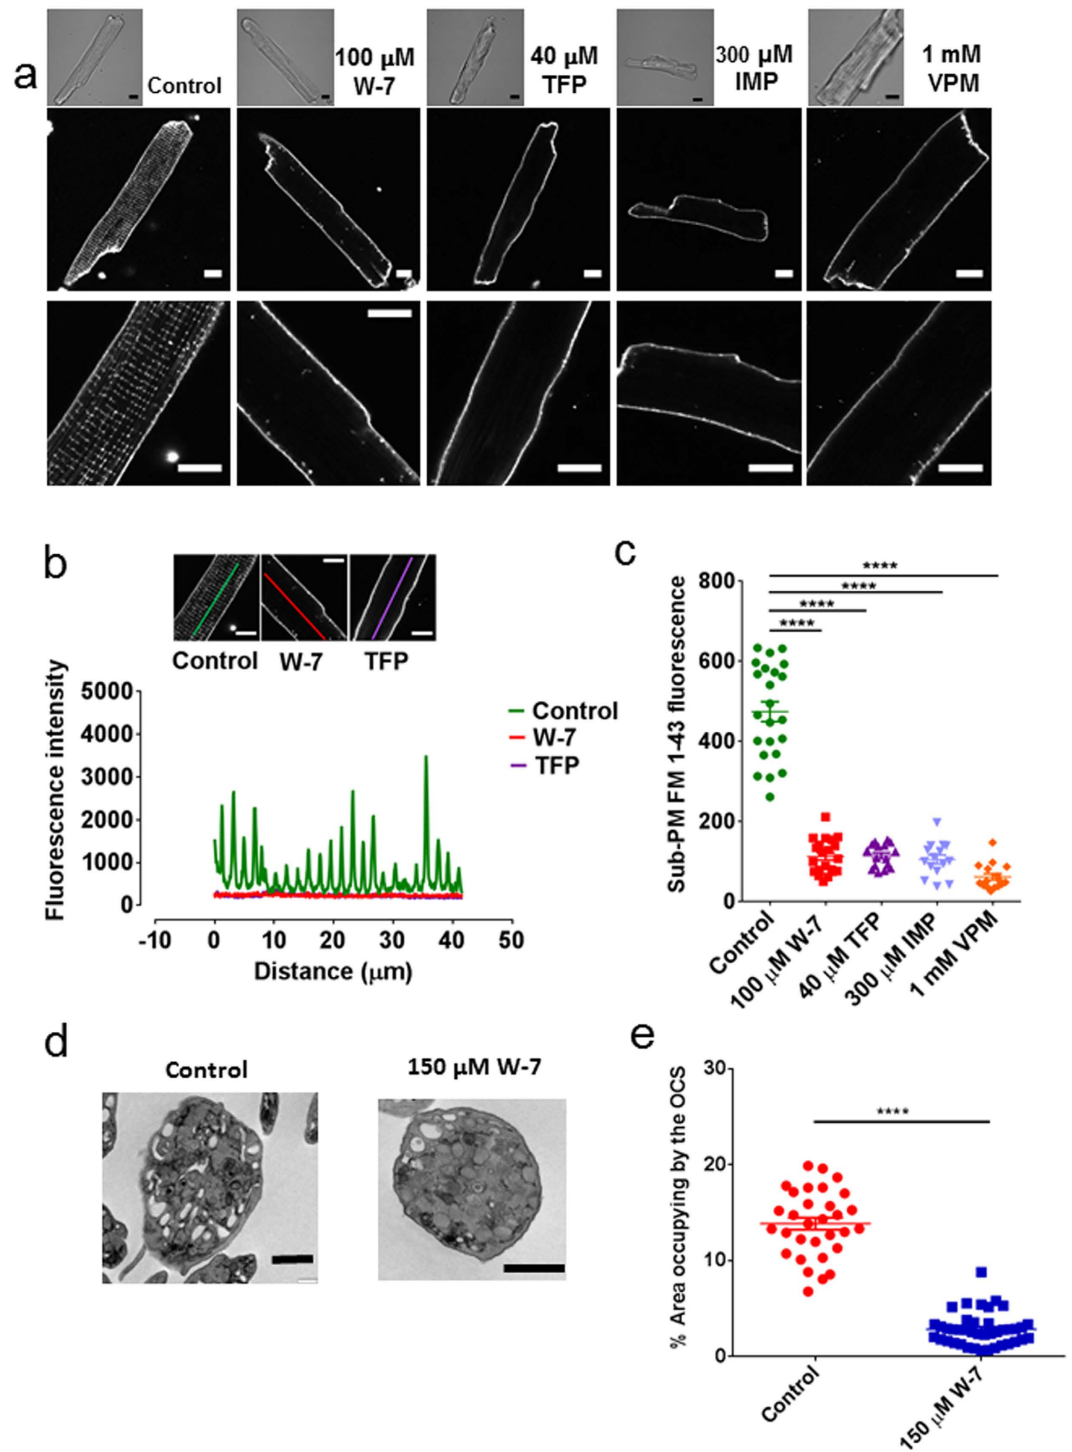 a
Control
100 μM
W-7
40 μM
TFP
300 μM
IMP
1 mM
VPM
b
Control
W-7
TFP
Fluorescence intensity
5000
4000
3000
2000
1000
0
-10
0
10
20
30
40
50
Distance (μm)
Control
W-7
TFP
c
Sub-PM FM 1-43 fluorescence
800
600
400
200
0
****
****
****
****
Control
100 μM W-7
40 μM TFP
300 μM IMP
1 mM VPM
d
Control
150 μM W-7
e
% Area occupying by the OCS
30
20
10
0
****
Control
150 μM W-7